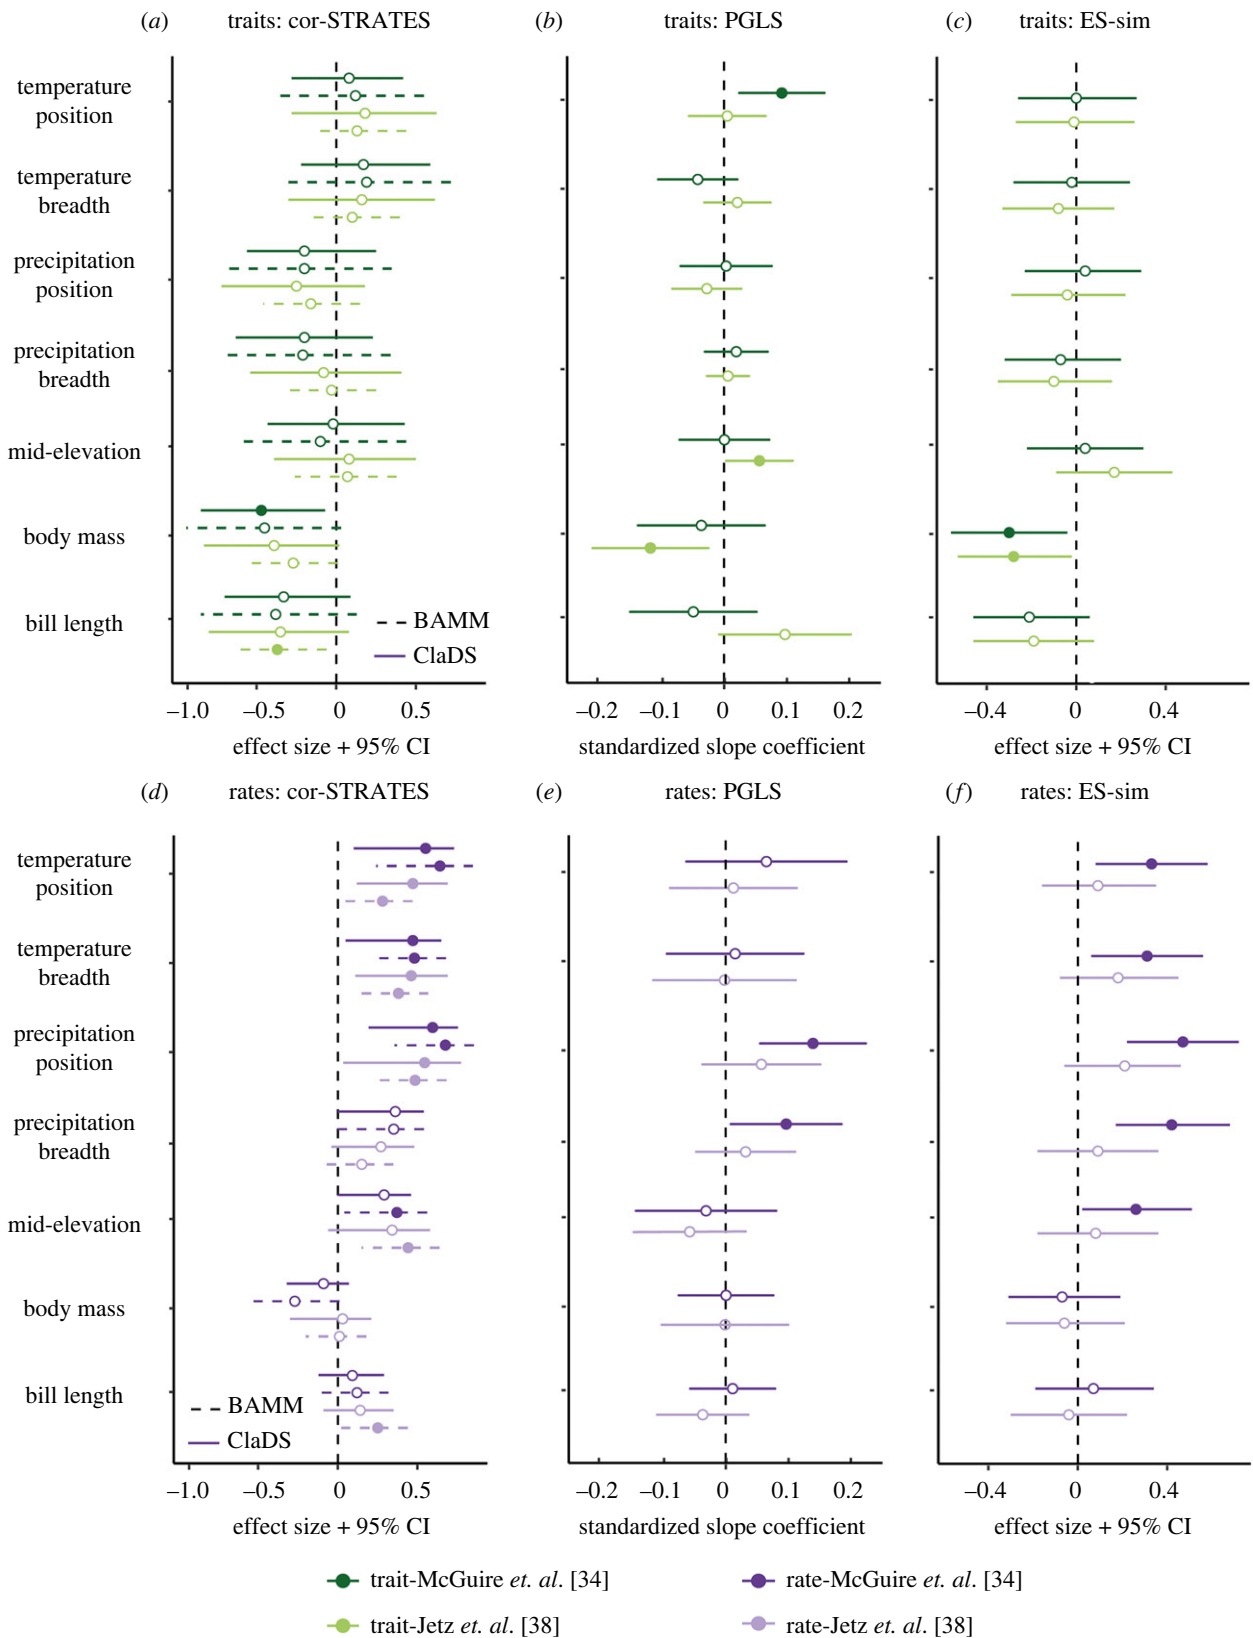 (a) traits: cor-STRATES
(b) traits: PGLS
(c) traits: ES-sim
temperature
position
temperature
breadth
precipitation
position
precipitation
breadth
mid-elevation
body mass
bill length
BAMM
ClaDS
–1.0 –0.5 0 0.5
effect size + 95% CI
–0.2 –0.1 0 0.1 0.2
standardized slope coefficient
–0.4 0 0.4
effect size + 95% CI
(d) rates: cor-STRATES
(e) rates: PGLS
(f) rates: ES-sim
temperature
position
temperature
breadth
precipitation
position
precipitation
breadth
mid-elevation
body mass
bill length
BAMM
ClaDS
–1.0 –0.5 0 0.5
effect size + 95% CI
–0.2 –0.1 0 0.1 0.2
standardized slope coefficient
–0.4 0 0.4
effect size + 95% CI
trait-McGuire et. al. [34]
rate-McGuire et. al. [34]
trait-Jetz et. al. [38]
rate-Jetz et. al. [38]